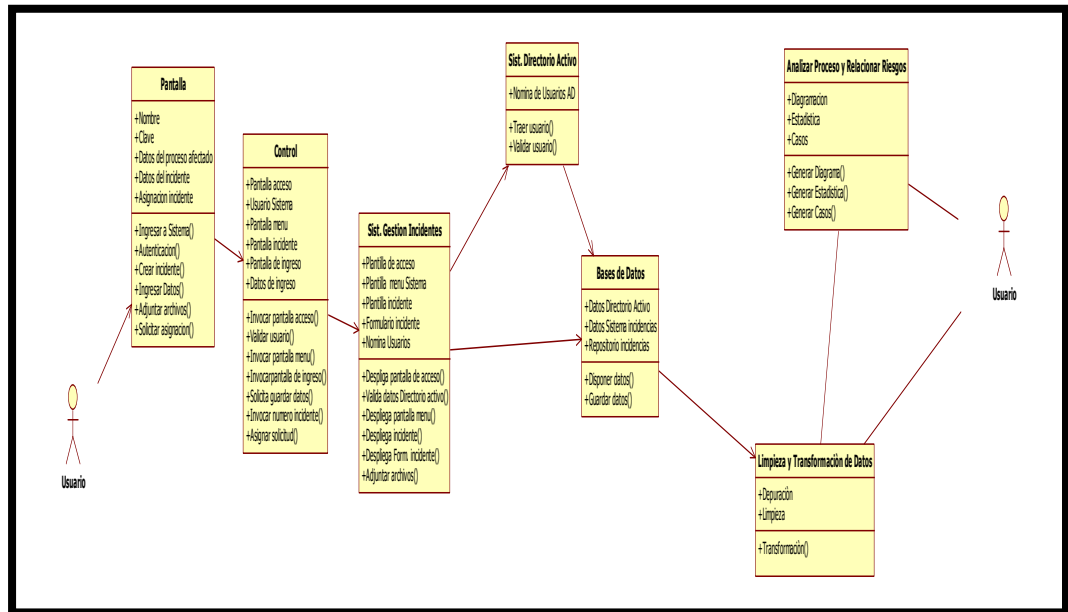 Pantalla
+Nombre
+Clave
+Datos del proceso afectado
+Datos del incidente
+Asignacion incidente
+Ingresar a Sistema()
+Autenticacion()
+Crear incidente()
+Ingresar Datos()
+Adjuntar archivos()
+Solicitar asignacion()
Usuario
Control
+Pantalla acceso
+Usuario Sistema
+Pantalla menu
+Pantalla incidente
+Pantalla de ingreso
+Datos de ingreso
+Invocar pantalla acceso()
+Validar usuario()
+Invocar pantalla menu()
+Invocarpantalla de ingreso()
+Solicita guardar datos()
+Invocar numero incidente()
+Asignar solicitud()
Sist. Gestion Incidentes
+Plantilla de acceso
+Plantilla menu Sistema
+Plantilla incidente
+Formulario incidente
+Nomina Usuarios
+Despliga pantalla de acceso()
+Valida datos Directorio activo()
+Despliega pantalla menu()
+Despliega incidente()
+Despliega Form. incidente()
+Adjuntar archivos()
Sist. Directorio Activo
+Nomina de Usuarios AD
+Traer usuario()
+Validar usuario()
Bases de Datos
+Datos Directorio Activo
+Datos Sistema incidencias
+Repositorio incidencias
+Disponer datos()
+Guardar datos()
Analizar Proceso y Relacionar Riesgos
+Diagramacion
+Estadistica
+Casos
+Generar Diagrama()
+Generar Estadistica()
+Generar Casos()
Limpieza y Transformaciòn de Datos
+Depuraciòn
+Limpieza
+Transformaciòn()
Usuario